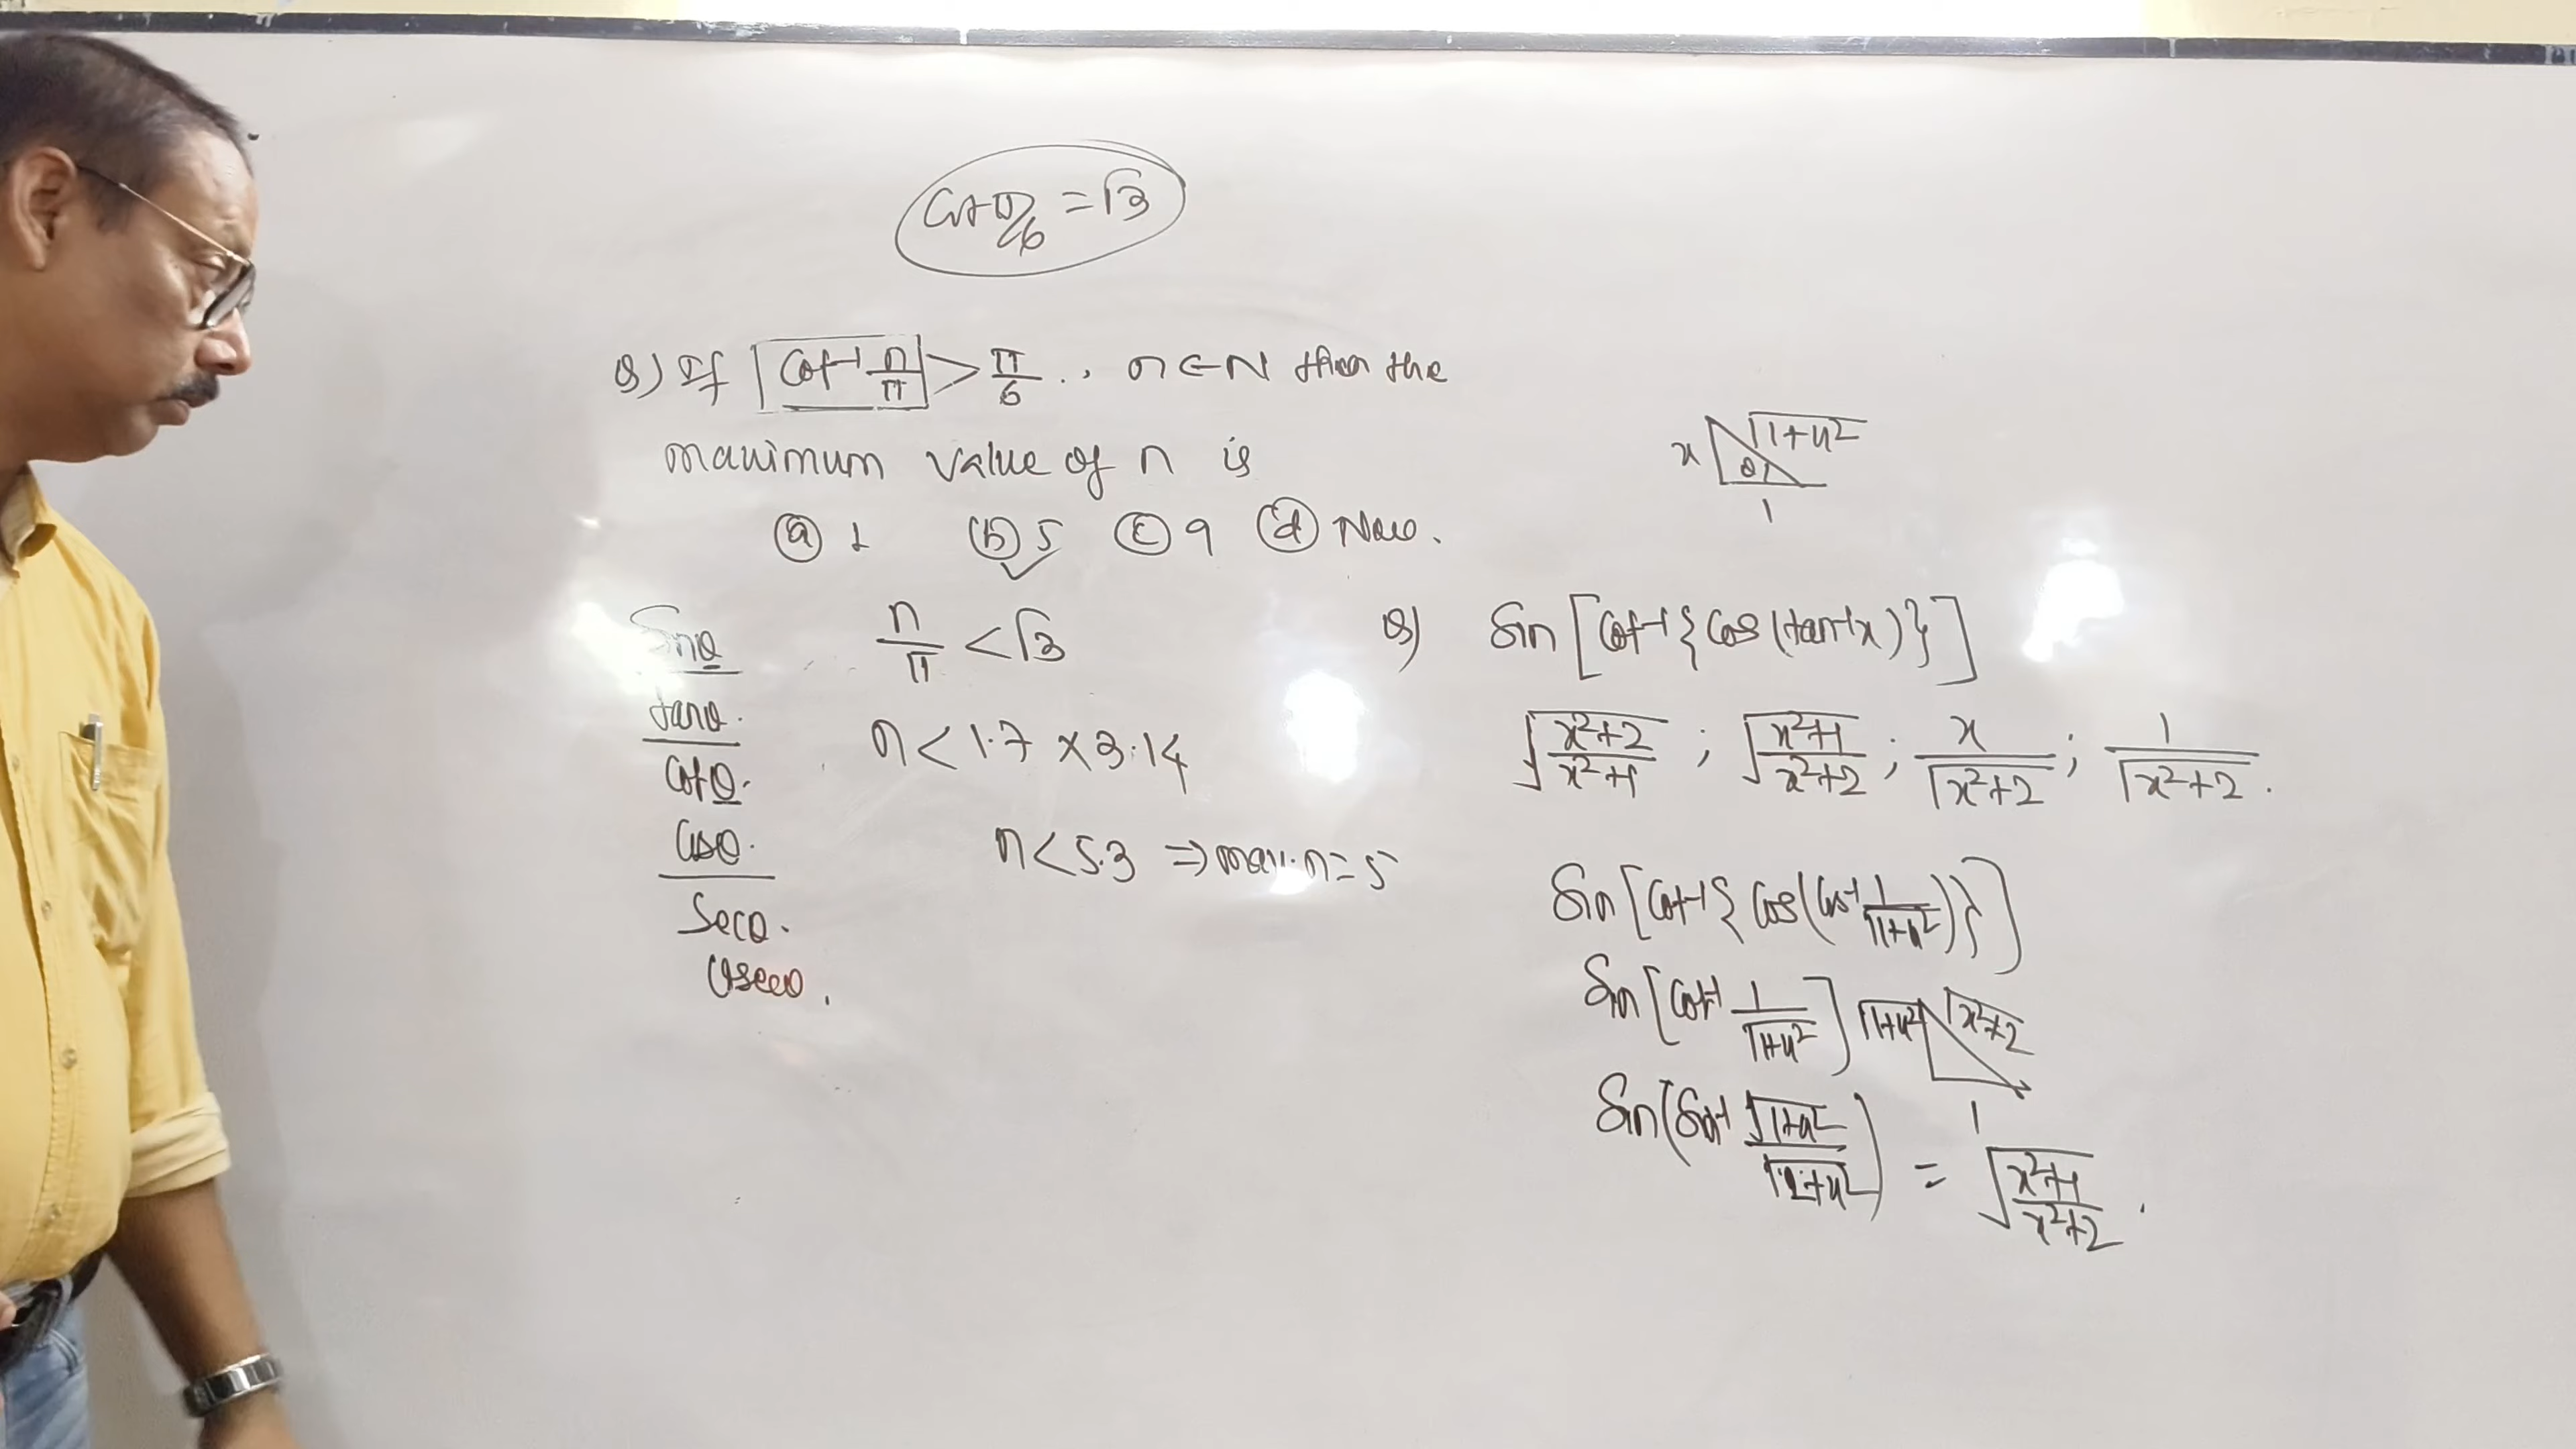 Cot π/6 = √3
Q) If Cot⁻¹ n/π > π/6 ., n ∈ N then the
maximum value of n is
(a) 1 (b) 5 ✓ (c) 9 (d) None.
n/π < √3
n < 1.7 × 3.14
n < 5.3 ⇒ max. n = 5
Sinθ
tanθ.
Cotθ.
Cosθ.
Secθ.
Cosecθ.
x √1+x² θ 1
Q) Sin [Cot⁻¹{Cos(tan⁻¹x)}]
√(x²+2)/(x²+1) ; √(x²+1)/(x²+2) ; x/√x²+2 ; 1/√x²+2 .
Sin [Cot⁻¹{Cos(Cos⁻¹ 1/√1+x²)}]
Sin [Cot⁻¹ 1/√1+x²] √1+x² √x²+2 1
Sin(Sin⁻¹ √1+x²/√2+x²) = √(x²+1)/(x²+2) .